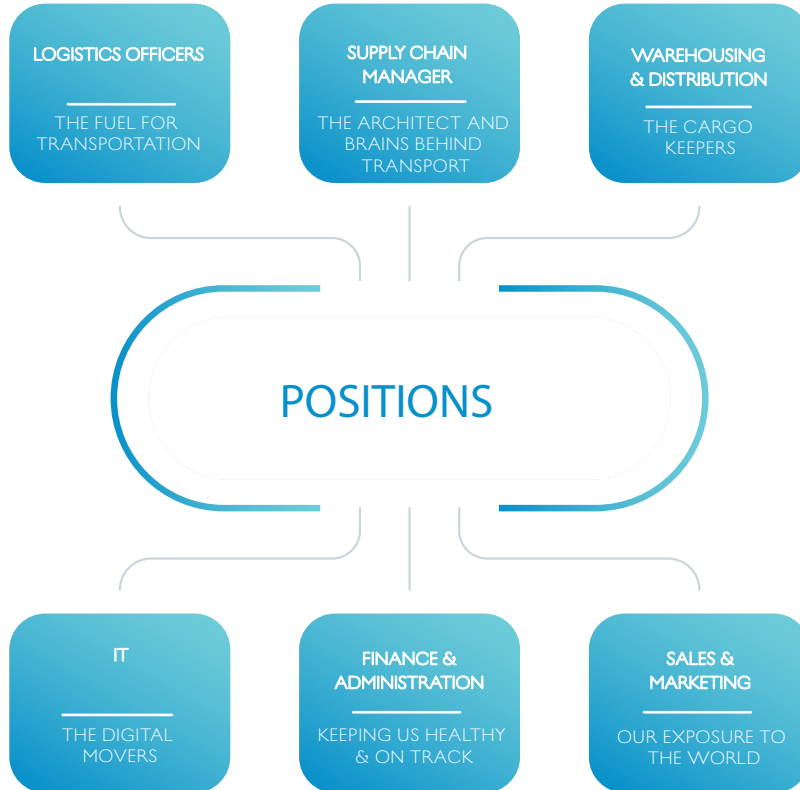 LOGISTICS OFFICERS
THE FUEL FOR
TRANSPORTATION
SUPPLY CHAIN
MANAGER
THE ARCHITECT AND
BRAINS BEHIND
TRANSPORT
WAREHOUSING
& DISTRIBUTION
THE CARGO
KEEPERS
POSITIONS
IT
THE DIGITAL
MOVERS
FINANCE &
ADMINISTRATION
KEEPING US HEALTHY
& ON TRACK
SALES &
MARKETING
OUR EXPOSURE TO
THE WORLD